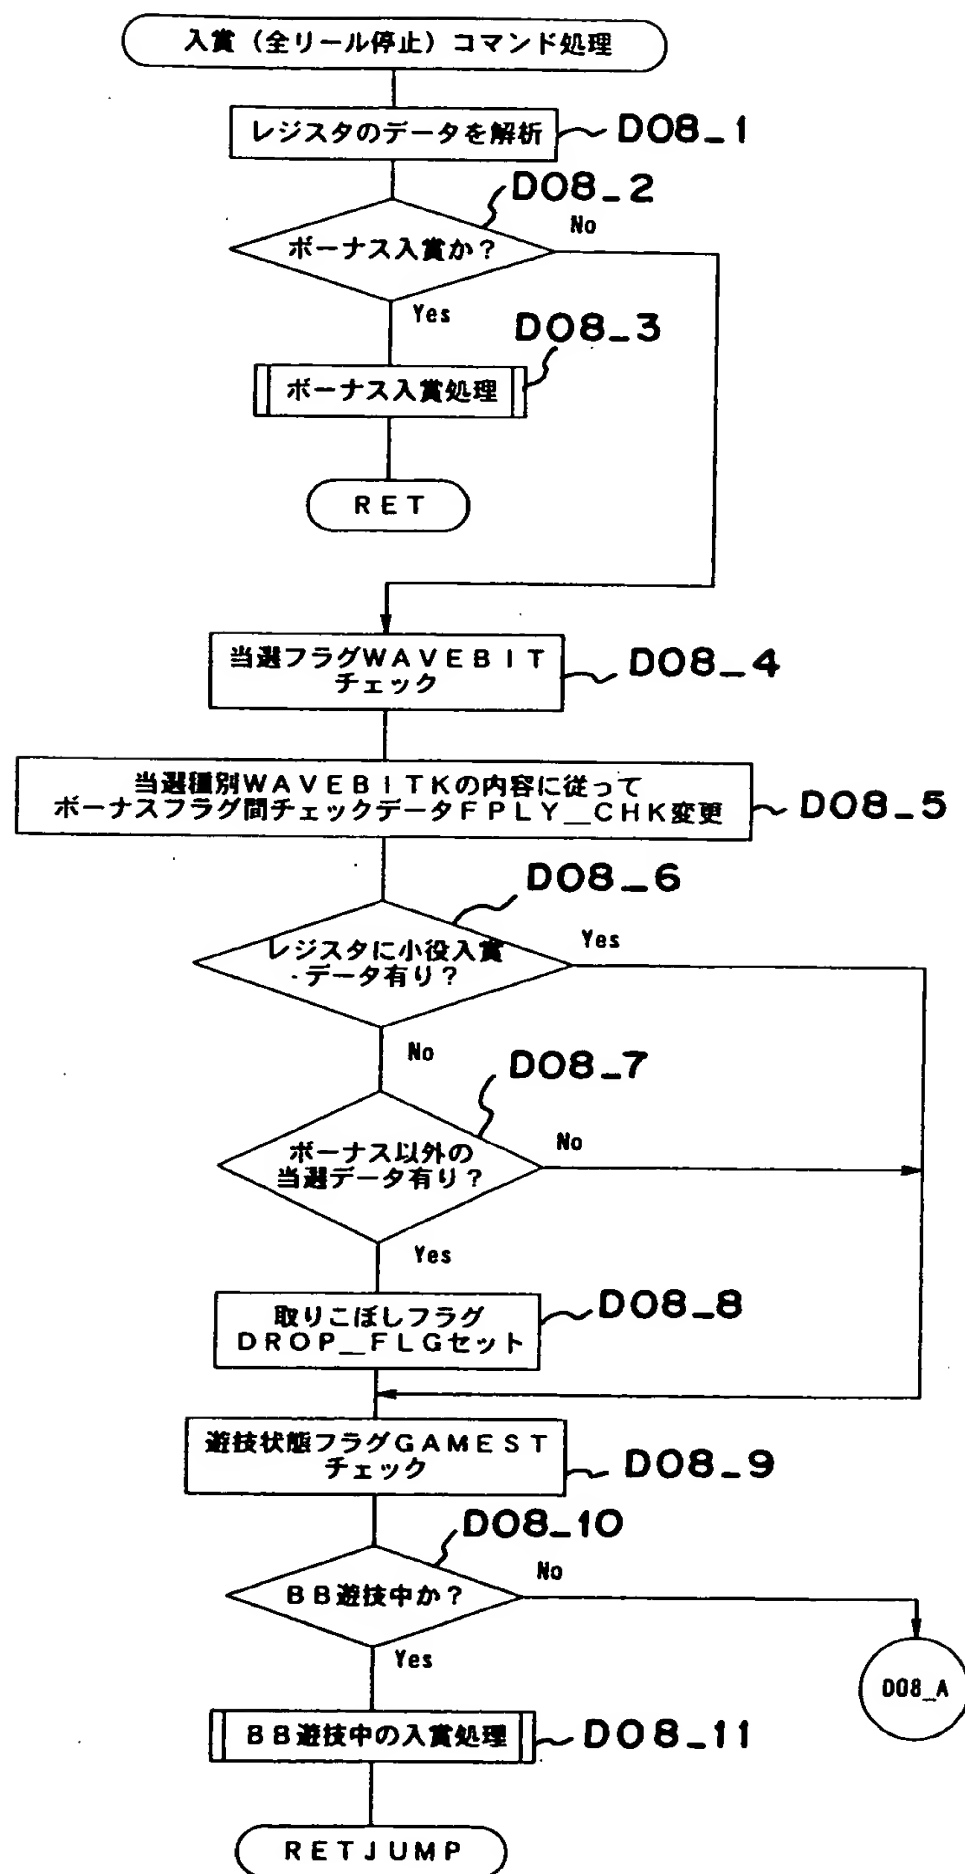 入賞（全リール停止）コマンド処理
レジスタのデータを解析
D08_1
D08_2
ボーナス入賞か？
No
Yes
D08_3
ボーナス入賞処理
RET
当選フラグWAVEBIT
チェック
D08_4
当選種別WAVEBITKの内容に従って
ボーナスフラグ間チェックデータFPLY__CHK変更
D08_5
D08_6
レジスタに小役入賞
データ有り？
Yes
No
D08_7
ボーナス以外の
当選データ有り？
No
Yes
取りこぼしフラグ
DROP__FLGセット
D08_8
遊技状態フラグGAMEST
チェック
D08_9
D08_10
BB遊技中か？
No
Yes
D08_A
BB遊技中の入賞処理
D08_11
RETJUMP